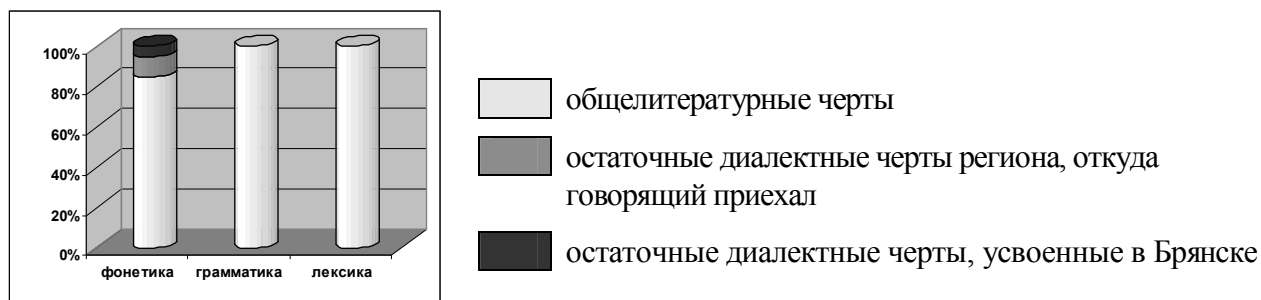 100%
80%
60%
40%
20%
0%
фонетика грамматика лексика
общелитературные черты
остаточные диалектные черты региона, откуда
говорящий приехал
остаточные диалектные черты, усвоенные в Брянске